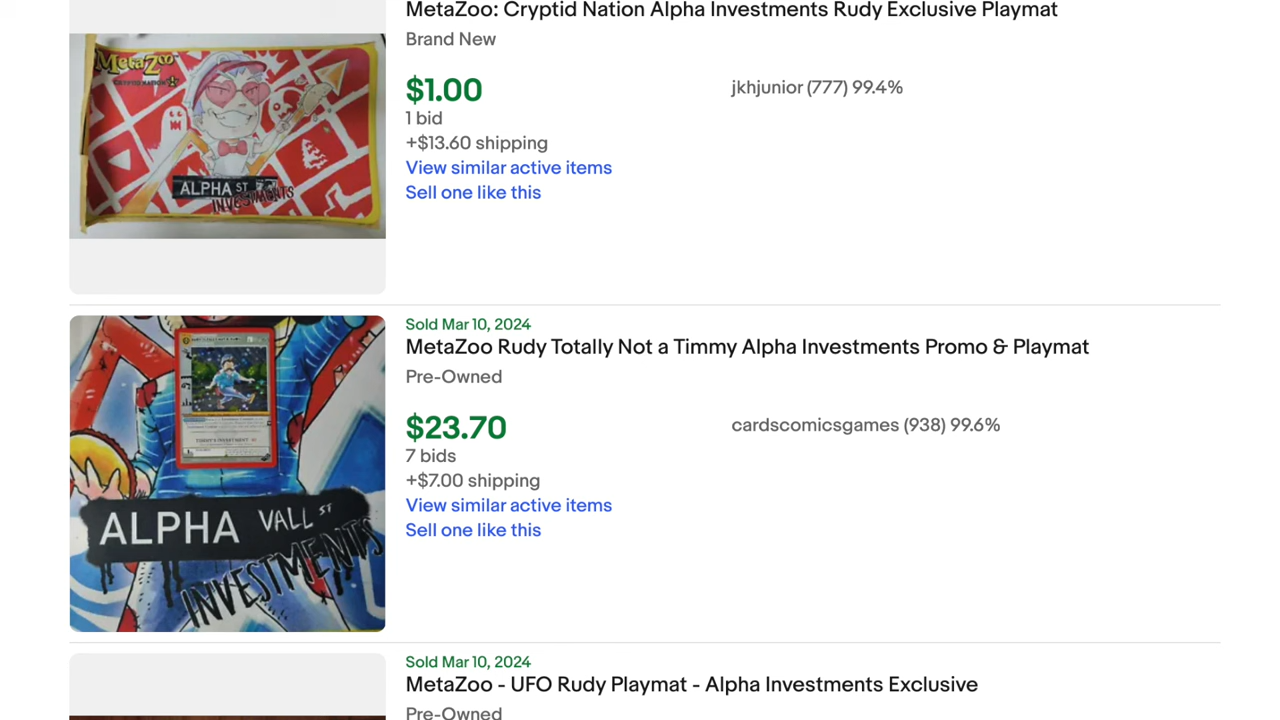 MetaZoo: Cryptid Nation Alpha Investments Rudy Exclusive Playmat
Brand New
$1.00
jkhjunior (777) 99.4%
1 bid
+$13.60 shipping
View similar active items
Sell one like this
MetaZoo
CRYPTID NATION
ALPHA ST
INVESTMENTS
Sold Mar 10, 2024
MetaZoo Rudy Totally Not a Timmy Alpha Investments Promo & Playmat
Pre-Owned
$23.70
cardscomicsgames (938) 99.6%
7 bids
+$7.00 shipping
View similar active items
Sell one like this
ALPHA VALL ST
INVESTMENTS
Sold Mar 10, 2024
MetaZoo - UFO Rudy Playmat - Alpha Investments Exclusive
Pre-Owned